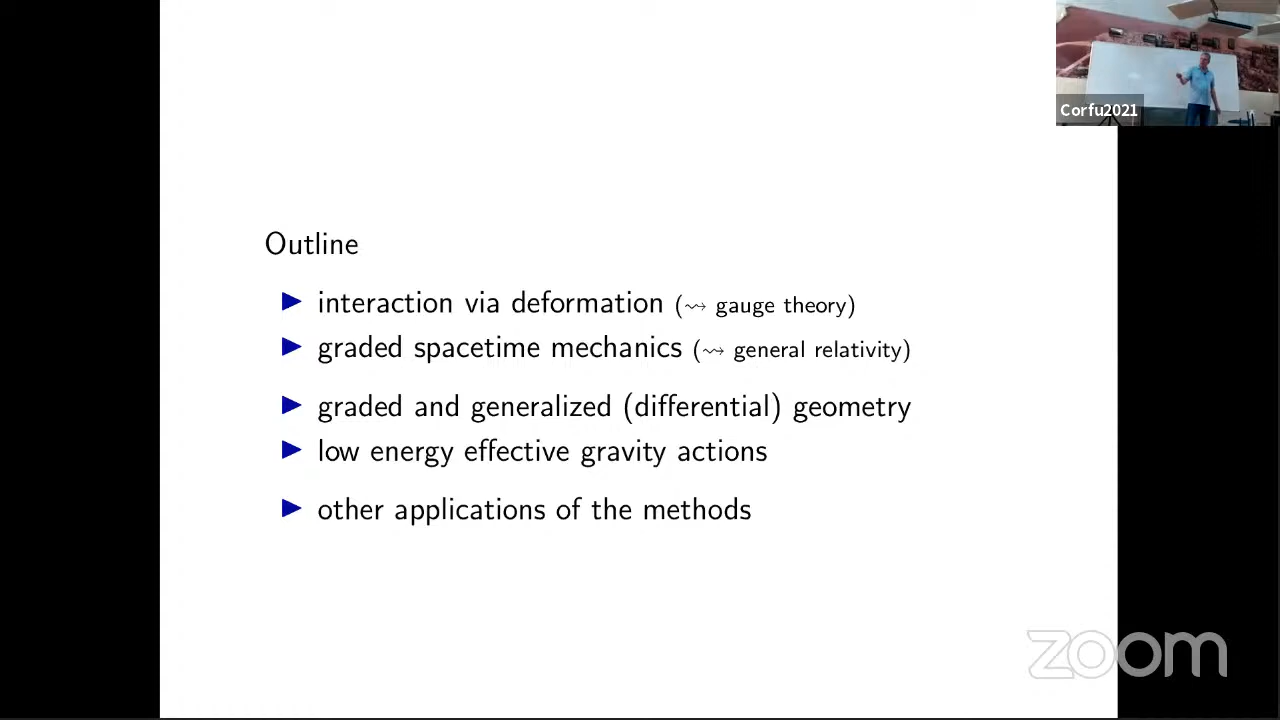 Corfu2021
Outline
▶ interaction via deformation (⇝ gauge theory)
▶ graded spacetime mechanics (⇝ general relativity)
▶ graded and generalized (differential) geometry
▶ low energy effective gravity actions
▶ other applications of the methods
zoom